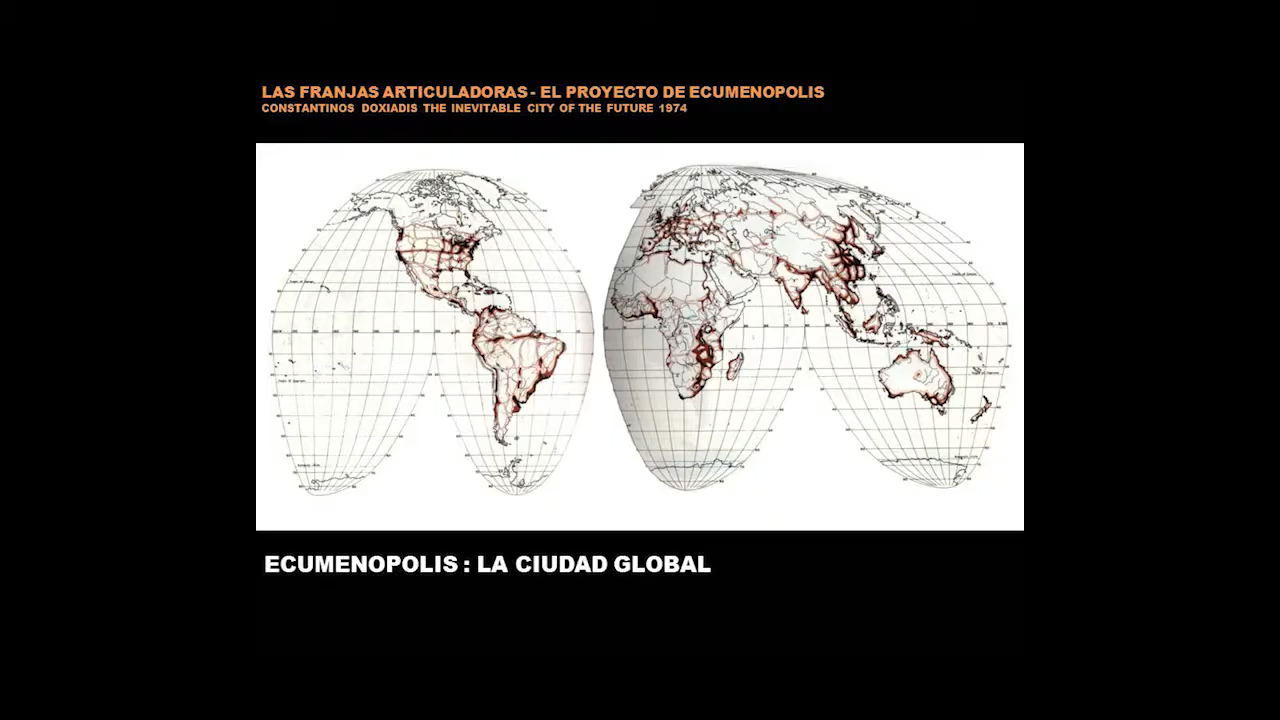 LAS FRANJAS ARTICULADORAS - EL PROYECTO DE ECUMENOPOLIS
CONSTANTINOS DOXIADIS THE INEVITABLE CITY OF THE FUTURE 1974
ECUMENOPOLIS : LA CIUDAD GLOBAL